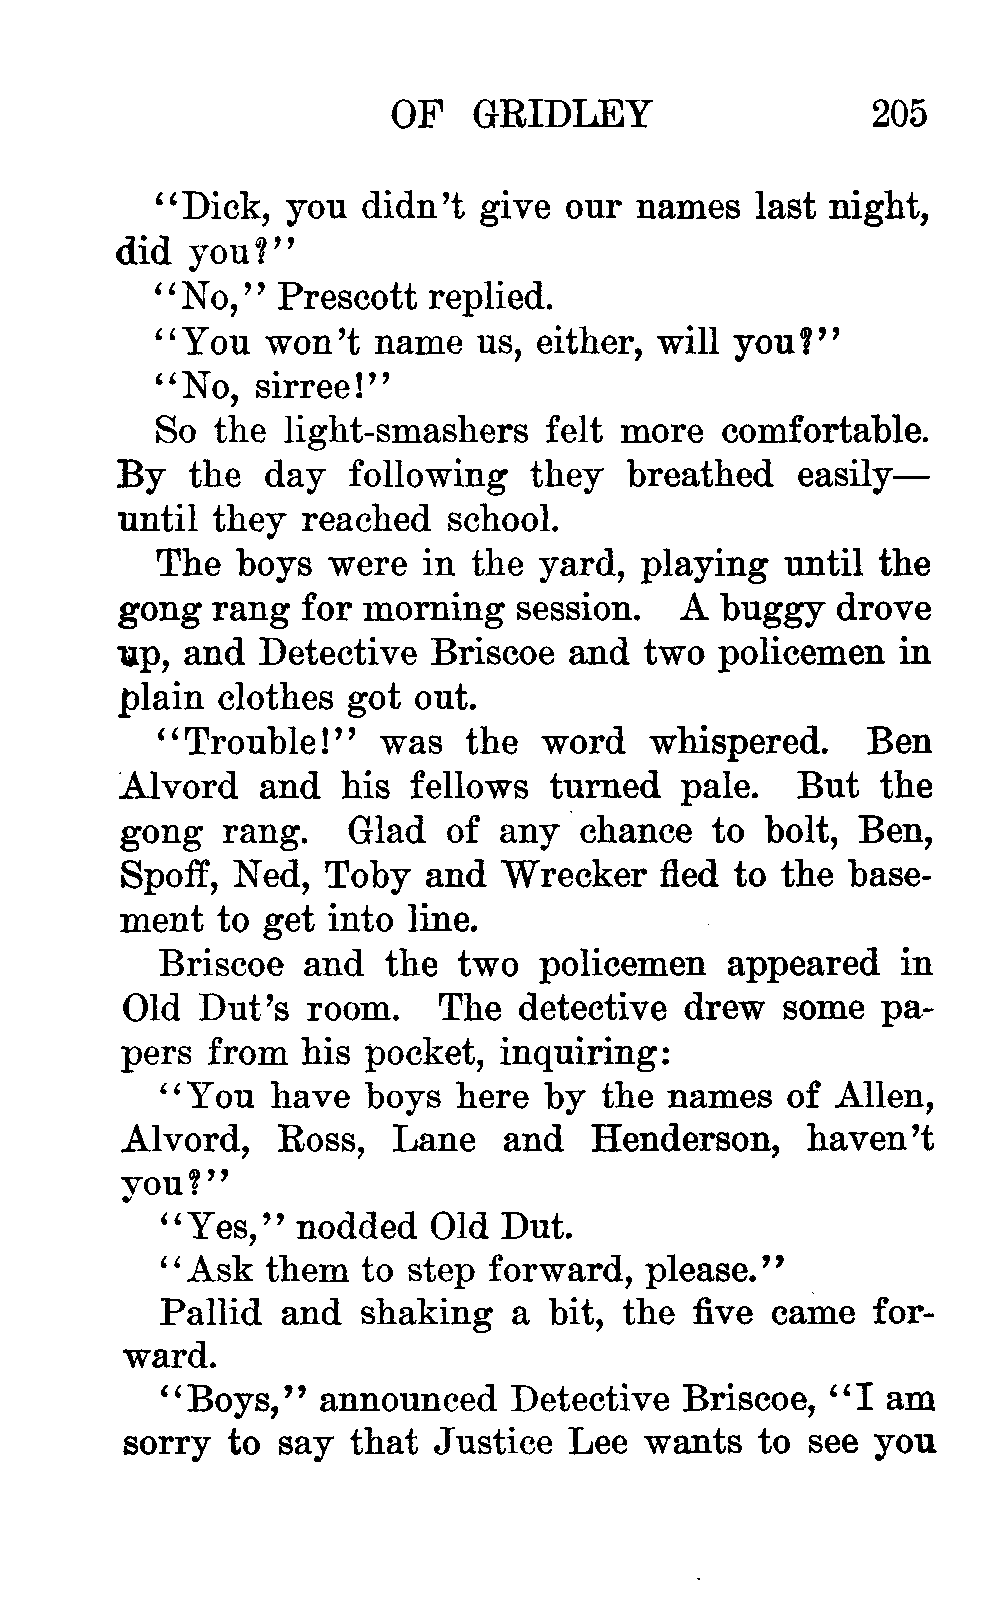 OF GRIDLEY 205
"Dick, you didn't give our names last night,
did you?"
"No," Prescott replied.
"You won't name us, either, will you?"
"No, sirree!"
So the light-smashers felt more comfortable.
By the day following they breathed easily—
until they reached school.
The boys were in the yard, playing until the
gong rang for morning session. A buggy drove
up, and Detective Briscoe and two policemen in
plain clothes got out.
"Trouble!" was the word whispered. Ben
Alvord and his fellows turned pale. But the
gong rang. Glad of any chance to bolt, Ben,
Spoff, Ned, Toby and Wrecker fled to the base-
ment to get into line.
Briscoe and the two policemen appeared in
Old Dut's room. The detective drew some pa-
pers from his pocket, inquiring:
"You have boys here by the names of Allen,
Alvord, Ross, Lane and Henderson, haven't
you?"
"Yes," nodded Old Dut.
"Ask them to step forward, please."
Pallid and shaking a bit, the five came for-
ward.
"Boys," announced Detective Briscoe, "I am
sorry to say that Justice Lee wants to see you